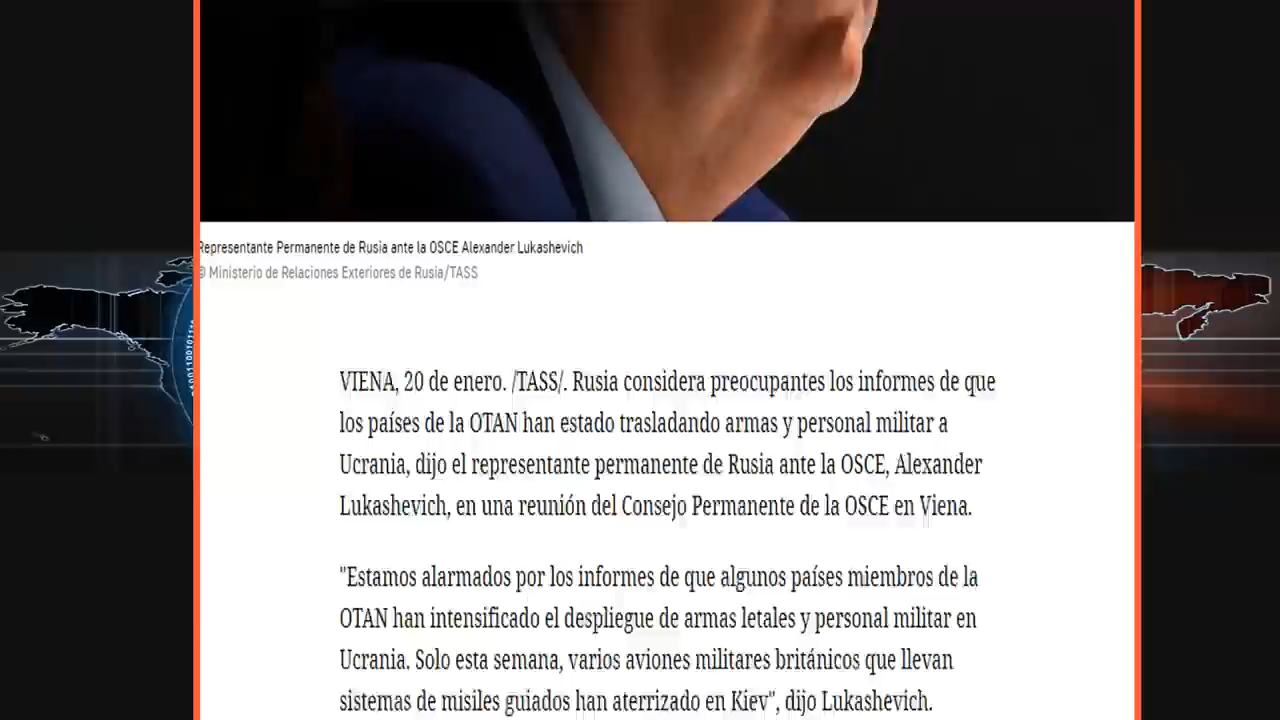 Representante Permanente de Rusia ante la OSCE Alexander Lukashevich
© Ministerio de Relaciones Exteriores de Rusia/TASS
VIENA, 20 de enero. /TASS/. Rusia considera preocupantes los informes de que
los países de la OTAN han estado trasladando armas y personal militar a
Ucrania, dijo el representante permanente de Rusia ante la OSCE, Alexander
Lukashevich, en una reunión del Consejo Permanente de la OSCE en Viena.
"Estamos alarmados por los informes de que algunos países miembros de la
OTAN han intensificado el despliegue de armas letales y personal militar en
Ucrania. Solo esta semana, varios aviones militares británicos que llevan
sistemas de misiles guiados han aterrizado en Kiev", dijo Lukashevich.